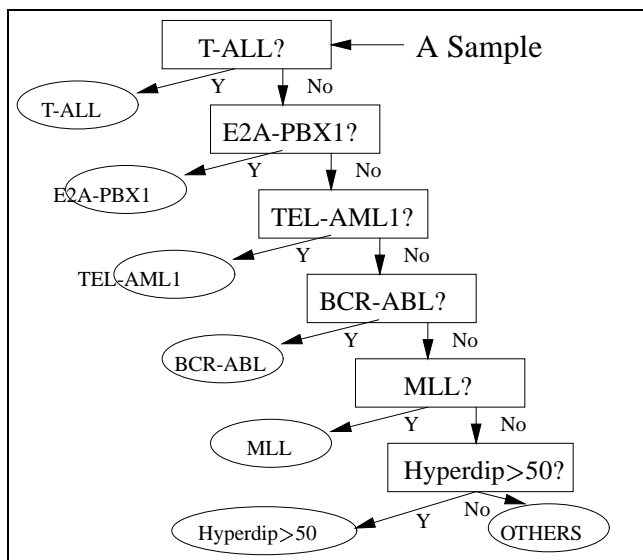 T-ALL?
A Sample
Y
No
T-ALL
E2A-PBX1?
Y
No
E2A-PBX1
TEL-AML1?
Y
No
TEL-AML1
BCR-ABL?
Y
No
BCR-ABL
MLL?
Y
No
MLL
Hyperdip>50?
Y
No
Hyperdip>50
OTHERS